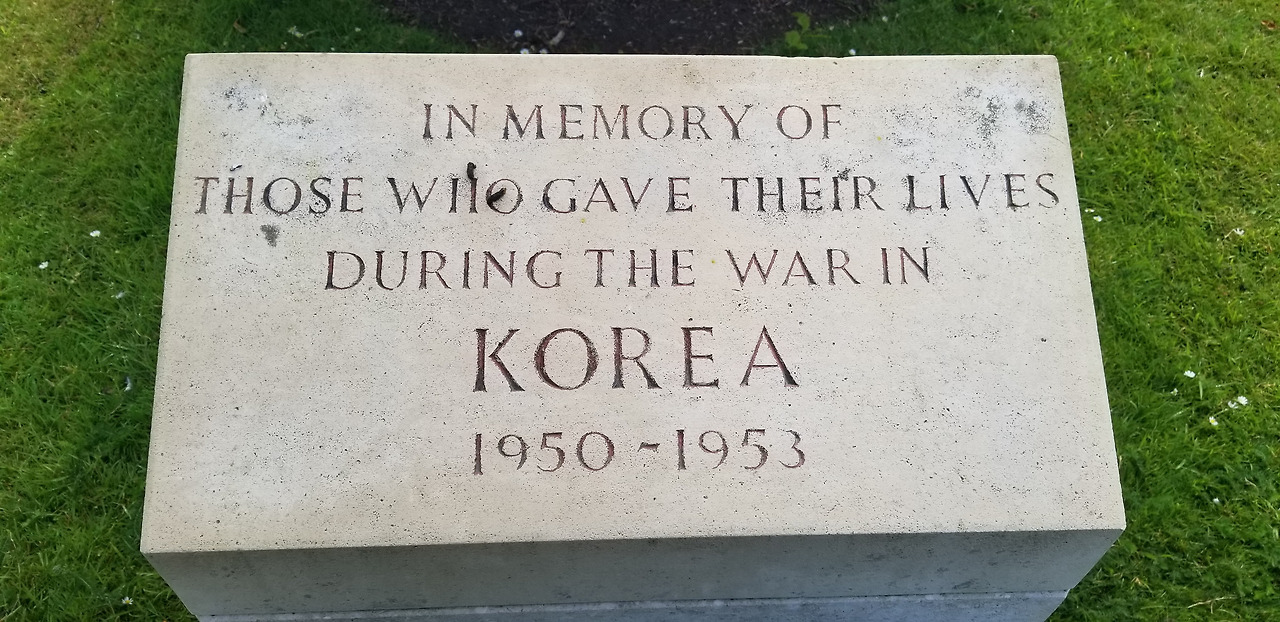 IN MEMORY OF
THOSE WHO GAVE THEIR LIVES
DURING THE WAR IN
KOREA
1950 ~ 1953